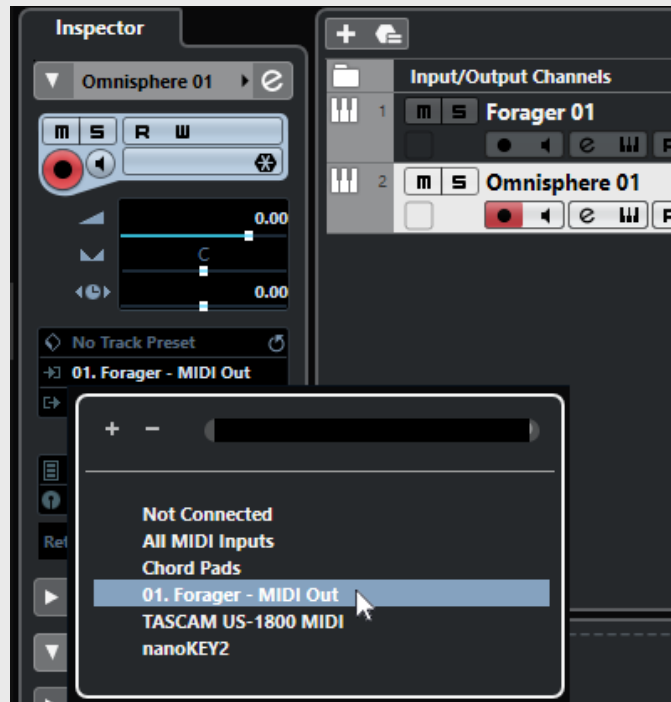 Inspector
Omnisphere 01
m S R W
0.00
C
0.00
No Track Preset
01. Forager - MIDI Out
Ret
+ −
Not Connected
All MIDI Inputs
Chord Pads
01. Forager - MIDI Out
TASCAM US-1800 MIDI
nanoKEY2
Input/Output Channels
1 m S Forager 01
e R
2 m S Omnisphere 01
e R